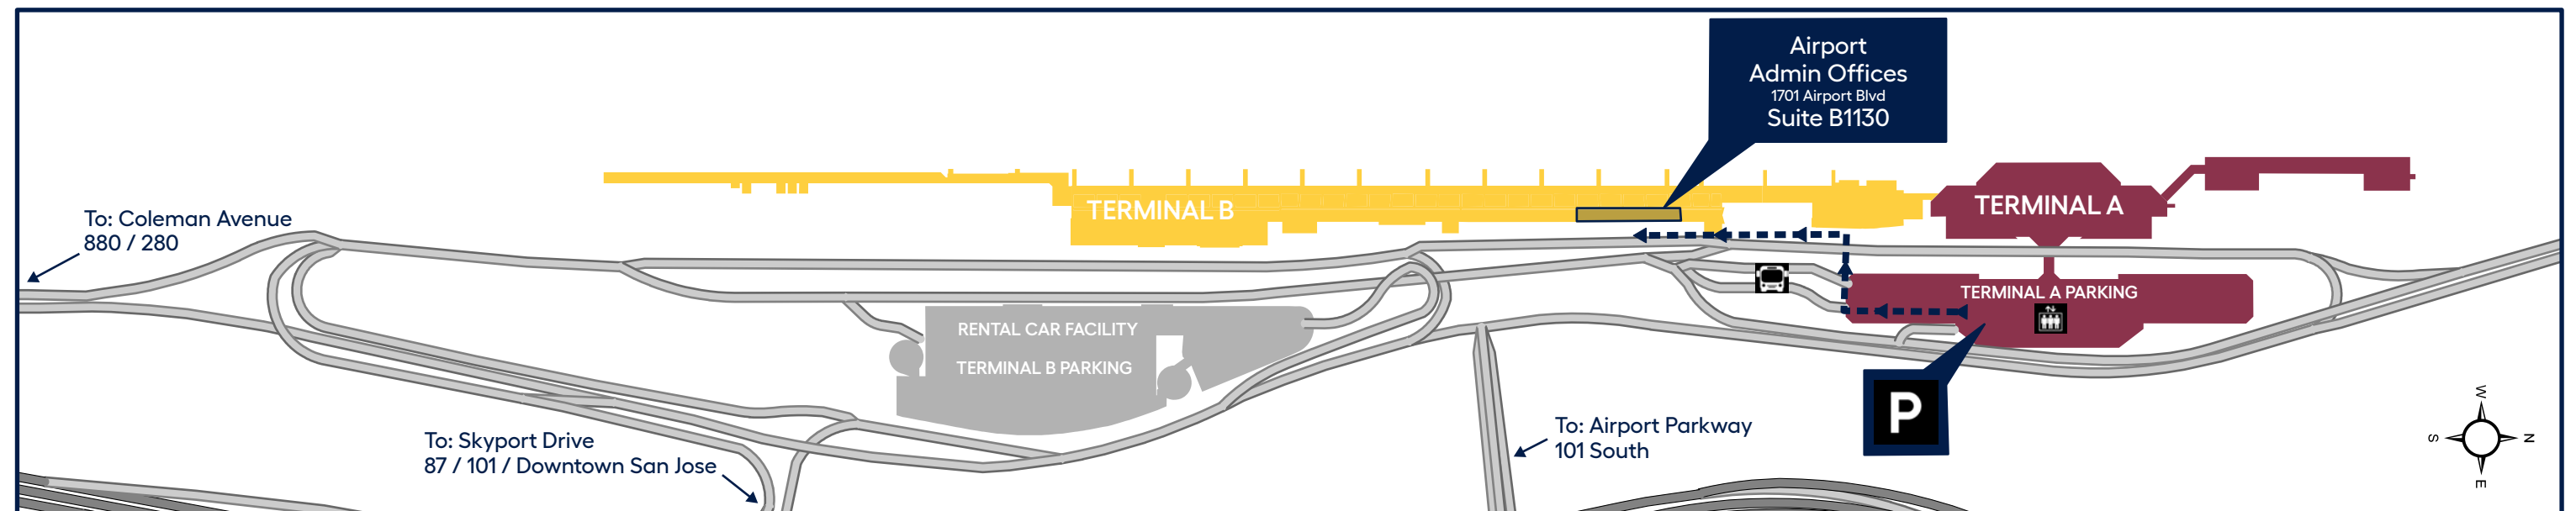 Airport
Admin Offices
1701 Airport Blvd
Suite B1130
TERMINAL B
TERMINAL A
To: Coleman Avenue
880 / 280
TERMINAL A PARKING
RENTAL CAR FACILITY
TERMINAL B PARKING
P
To: Skyport Drive
87 / 101 / Downtown San Jose
To: Airport Parkway
101 South
W
S
N
E